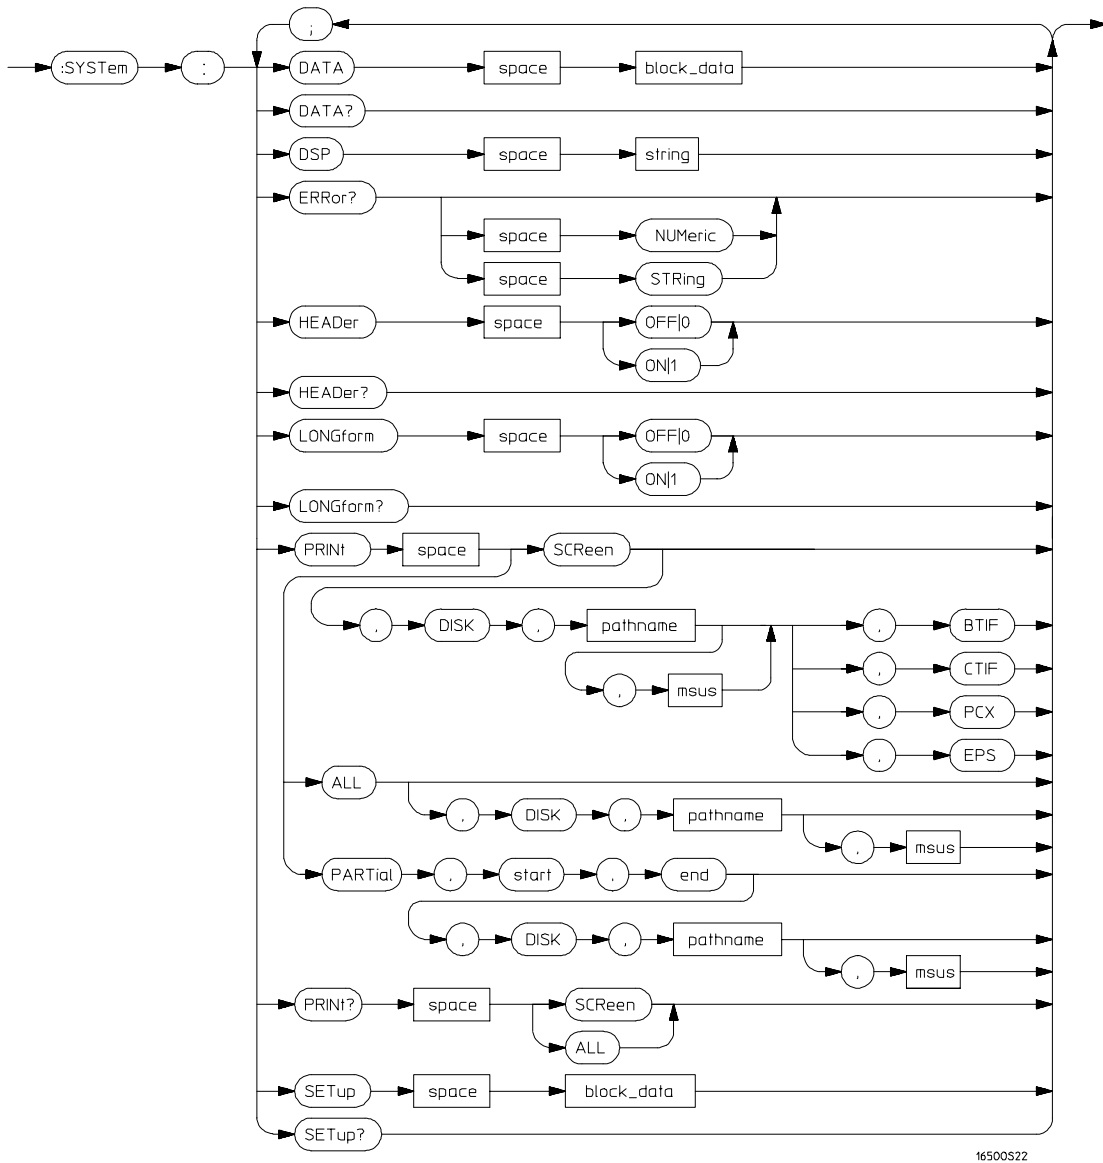 ;
:SYSTem : DATA space block_data
DATA?
DSP space string
ERRor?
space NUMeric
space STRing
HEADer space OFF|0
ON|1
HEADer?
LONGform space OFF|0
ON|1
LONGform?
PRINt space SCReen
, DISK , pathname , BTIF
, msus , CTIF
, PCX
, EPS
ALL
, DISK , pathname
, msus
PARTial , start , end
, DISK , pathname
, msus
PRINt? space SCReen
ALL
SETup space block_data
SETup?
16500S22